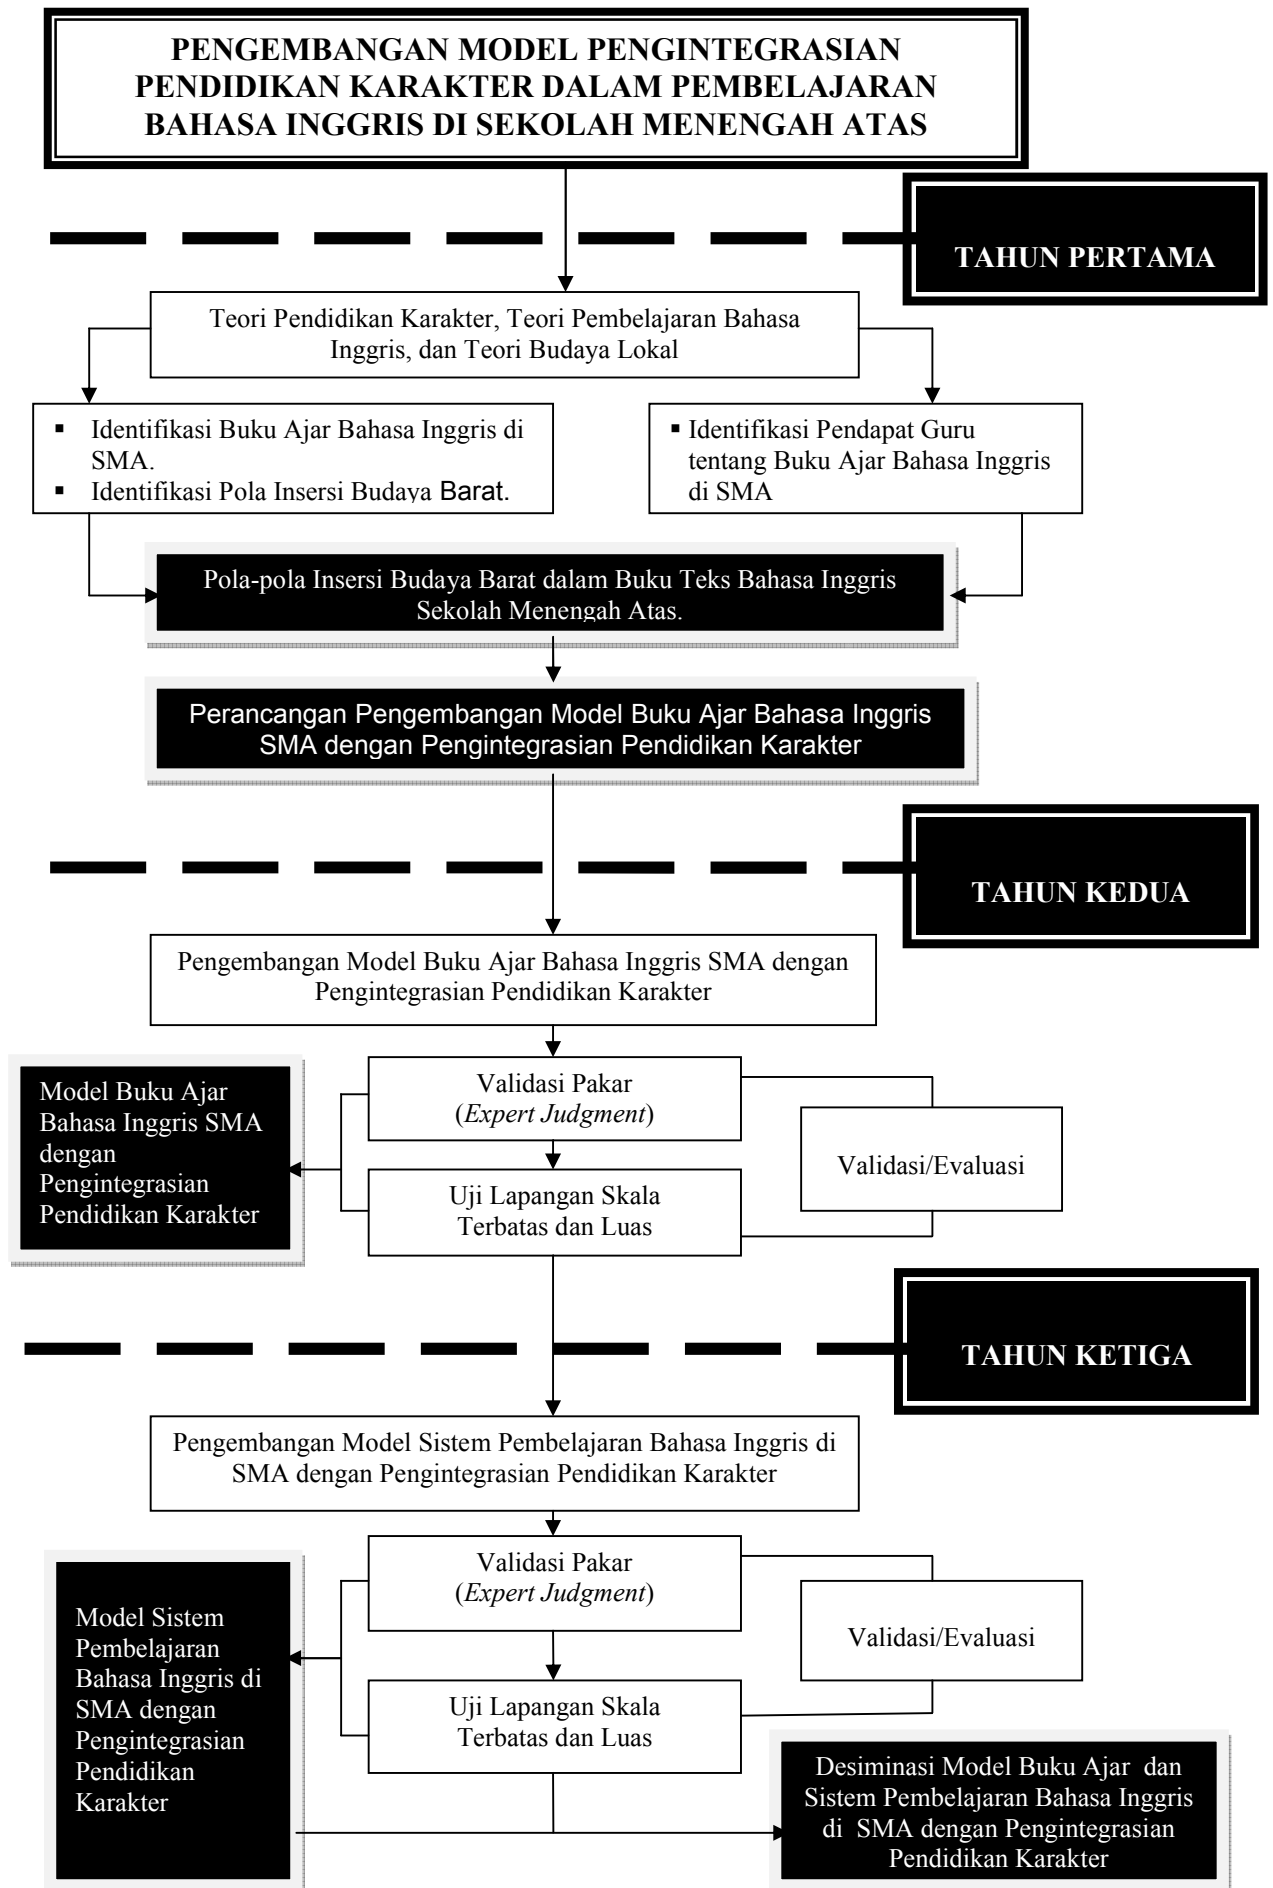 PENGEMBANGAN MODEL PENGINTEGRASIAN
PENDIDIKAN KARAKTER DALAM PEMBELAJARAN
BAHASA INGGRIS DI SEKOLAH MENENGAH ATAS
TAHUN PERTAMA
Teori Pendidikan Karakter, Teori Pembelajaran Bahasa
Inggris, dan Teori Budaya Lokal
▪ Identifikasi Buku Ajar Bahasa Inggris di
SMA.
▪ Identifikasi Pola Insersi Budaya Barat.
▪ Identifikasi Pendapat Guru
tentang Buku Ajar Bahasa Inggris
di SMA
Pola-pola Insersi Budaya Barat dalam Buku Teks Bahasa Inggris
Sekolah Menengah Atas.
Perancangan Pengembangan Model Buku Ajar Bahasa Inggris
SMA dengan Pengintegrasian Pendidikan Karakter
TAHUN KEDUA
Pengembangan Model Buku Ajar Bahasa Inggris SMA dengan
Pengintegrasian Pendidikan Karakter
Model Buku Ajar
Bahasa Inggris SMA
dengan
Pengintegrasian
Pendidikan Karakter
Validasi Pakar
(Expert Judgment)
Uji Lapangan Skala
Terbatas dan Luas
Validasi/Evaluasi
TAHUN KETIGA
Pengembangan Model Sistem Pembelajaran Bahasa Inggris di
SMA dengan Pengintegrasian Pendidikan Karakter
Model Sistem
Pembelajaran
Bahasa Inggris di
SMA dengan
Pengintegrasian
Pendidikan
Karakter
Validasi Pakar
(Expert Judgment)
Uji Lapangan Skala
Terbatas dan Luas
Validasi/Evaluasi
Desiminasi Model Buku Ajar dan
Sistem Pembelajaran Bahasa Inggris
di SMA dengan Pengintegrasian
Pendidikan Karakter